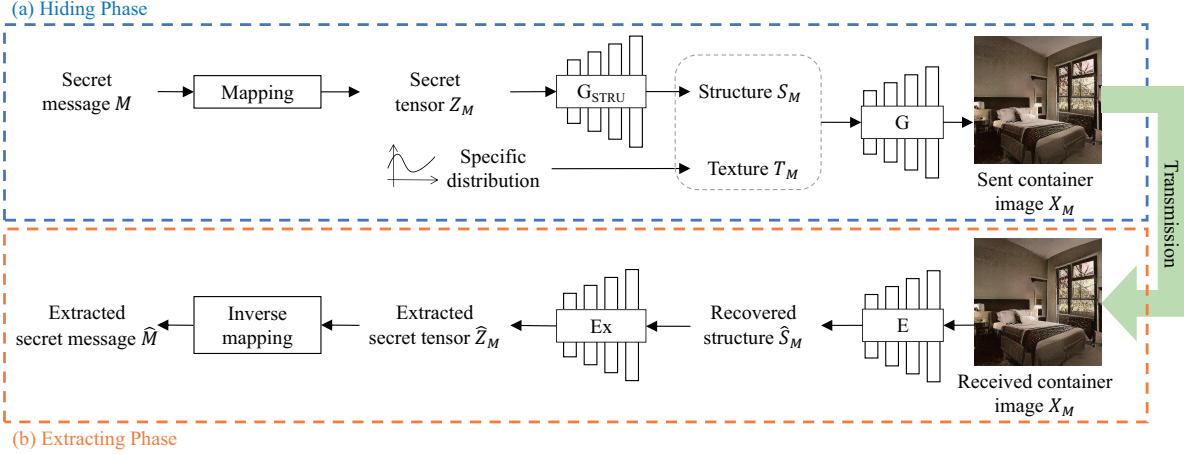 (a) Hiding Phase
Secret
message M
Mapping
Secret
tensor Z_M
G_STRU
Structure S_M
G
Specific
distribution
Texture T_M
Sent container
image X_M
Transmission
Extracted
secret message M̂
Inverse
mapping
Extracted
secret tensor Ẑ_M
Ex
Recovered
structure Ŝ_M
E
Received container
image X_M
(b) Extracting Phase